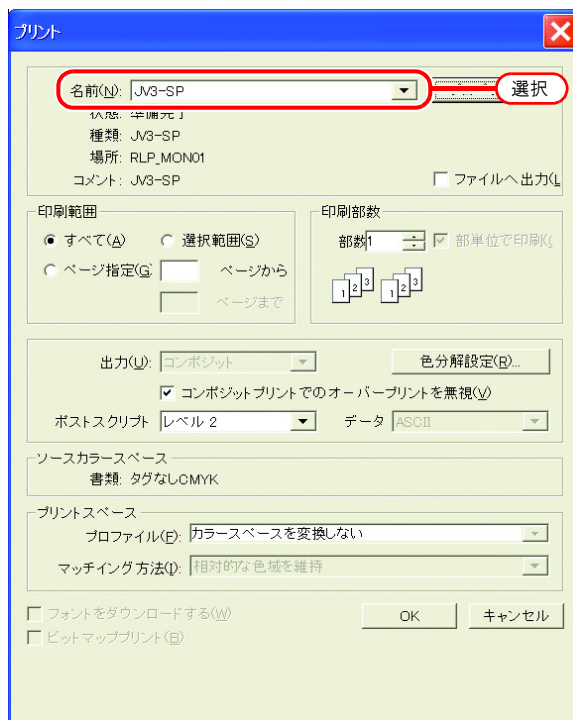 プリント
名前(N): JV3-SP
選択
状態: 準備完了
種類: JV3-SP
場所: RLP_MON01
コメント: JV3-SP
ファイルへ出力(L
印刷範囲
すべて(A) 選択範囲(S)
ページ指定(G) ページから
ページまで
印刷部数
部数 1 部単位で印刷(
1 2 3 1 2 3
出力(U): コンポジット 色分解設定(R)...
コンポジットプリントでのオーバープリントを無視(V)
ポストスクリプト レベル 2 データ ASCII
ソースカラースペース
書類: タグなしCMYK
プリントスペース
プロファイル(F): カラースペースを変換しない
マッチイング方法(I): 相対的な色域を維持
フォントをダウンロードする(W)
ビットマッププリント(B)
OK キャンセル